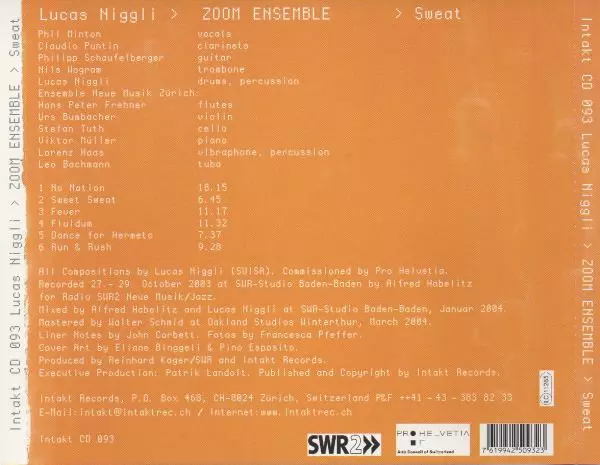 Lucas Niggli > ZOOM ENSEMBLE > Sweat
Phil Minton vocals
Claudio Puntin clarinets
Philipp Schaufelberger guitar
Nils Wogram trombone
Lucas Niggli drums, percussion
Ensemble Neue Musik Zürich:
Hans Peter Frehner flutes
Urs Bumbacher violin
Stefan Tuth cello
Viktor Müller piano
Lorenz Haas vibraphone, percussion
Leo Bachmann tuba
1 No Nation 18.15
2 Sweet Sweat 6.45
3 Fever 11.17
4 Fluidum 11.32
5 Dance for Hermeto 7.37
6 Run & Rush 9.28
All Compositions by Lucas Niggli (SUISA). Commissioned by Pro Helvetia.
Recorded 27.- 29. October 2003 at SWR-Studio Baden-Baden by Alfred Habelitz
for Radio SWR2 Neue Musik/Jazz.
Mixed by Alfred Habelitz and Lucas Niggli at SWR-Studio Baden-Baden, Januar 2004.
Mastered by Walter Schmid at Oakland Studios Winterthur, March 2004.
Liner Notes by John Corbett. Fotos by Francesca Pfeffer.
Cover Art by Eliane Binggeli & Pino Esposito.
Produced by Reinhard Kager/SWR and Intakt Records.
Executive Production: Patrik Landolt. Published and Copyright by Intakt Records.
Intakt Records, P.O. Box 468, CH-8024 Zürich, Switzerland P&F ++41 - 43 - 383 82 33
E-Mail:intakt@intaktrec.ch / Internet:www.intaktrec.ch
Intakt CD 093
SWR2>>
PRO HELVETIA
Arts Council of Switzerland
7619942509323
LC 11265
Intakt CD 093 Lucas Niggli > ZOOM ENSEMBLE > Sweat
Intakt CD 093 Lucas Niggli > ZOOM ENSEMBLE > Sweat